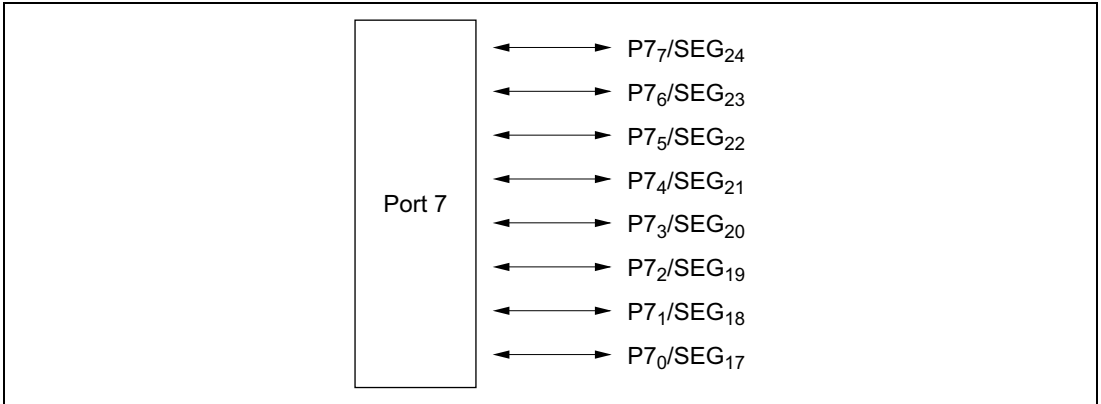 P7₇/SEG₂₄
P7₆/SEG₂₃
P7₅/SEG₂₂
P7₄/SEG₂₁
Port 7
P7₃/SEG₂₀
P7₂/SEG₁₉
P7₁/SEG₁₈
P7₀/SEG₁₇